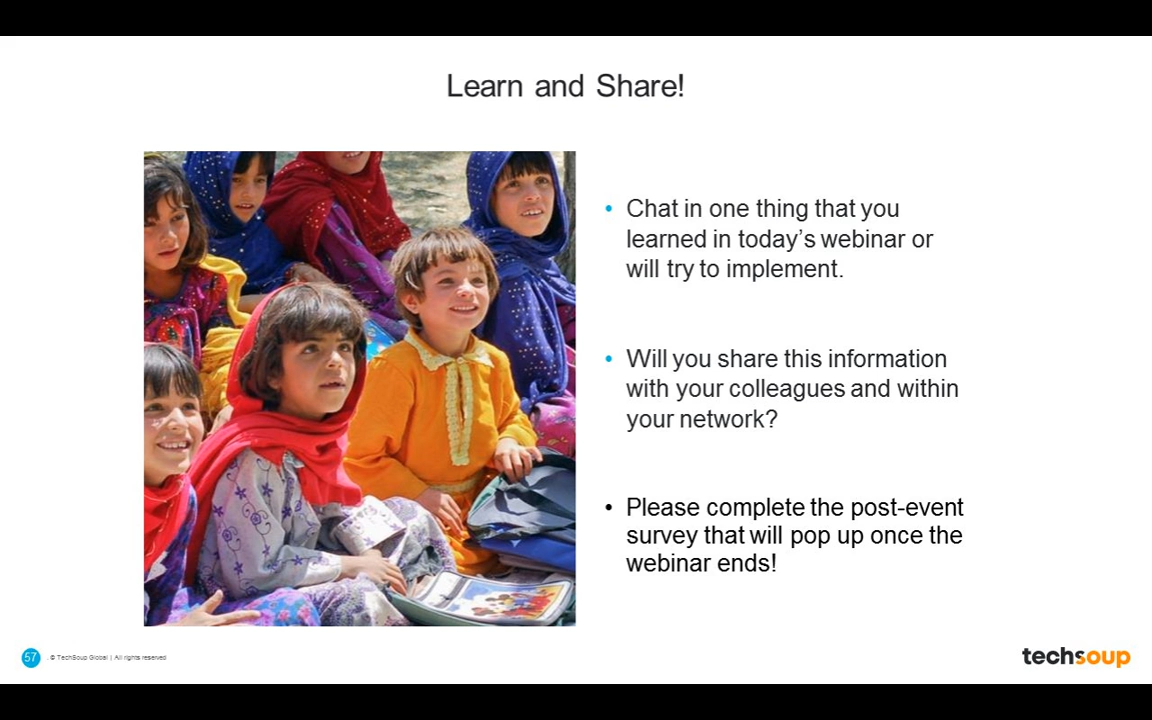 Learn and Share!
• Chat in one thing that you
learned in today’s webinar or
will try to implement.
• Will you share this information
with your colleagues and within
your network?
• Please complete the post-event
survey that will pop up once the
webinar ends!
57
© TechSoup Global | All rights reserved
techsoup